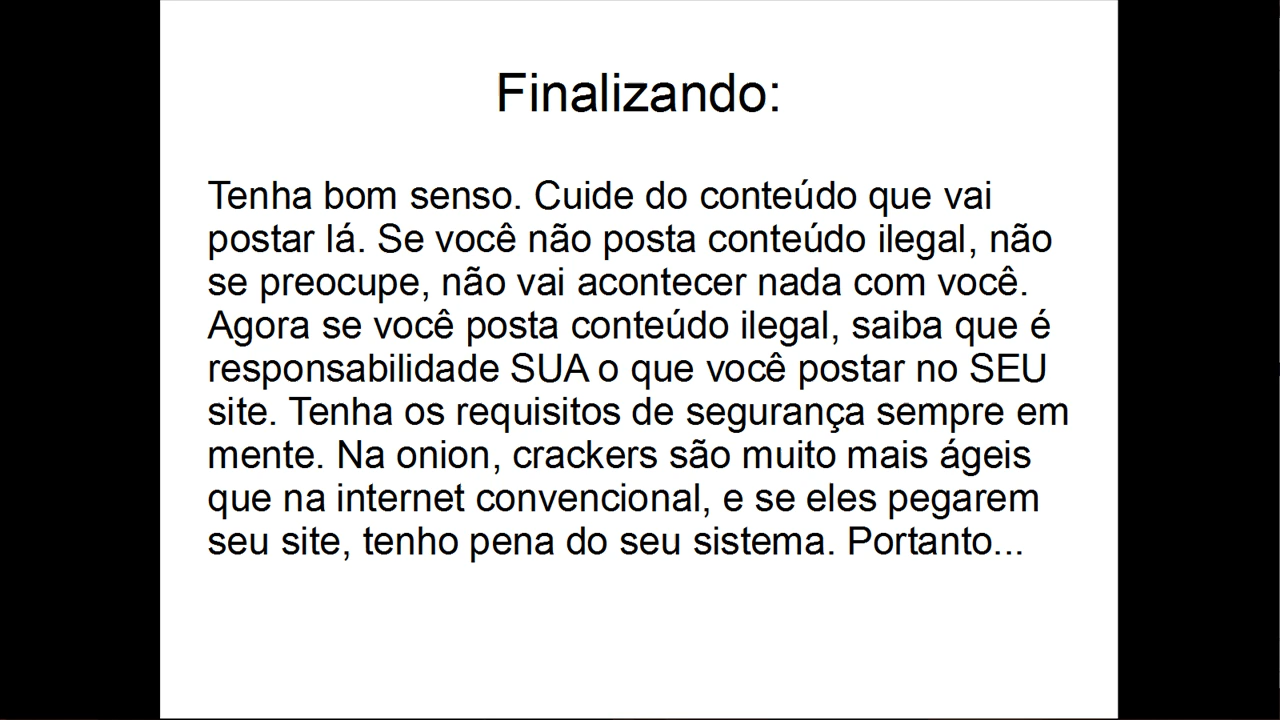 Finalizando:
Tenha bom senso. Cuide do conteúdo que vai
postar lá. Se você não posta conteúdo ilegal, não
se preocupe, não vai acontecer nada com você.
Agora se você posta conteúdo ilegal, saiba que é
responsabilidade SUA o que você postar no SEU
site. Tenha os requisitos de segurança sempre em
mente. Na onion, crackers são muito mais ágeis
que na internet convencional, e se eles pegarem
seu site, tenho pena do seu sistema. Portanto...